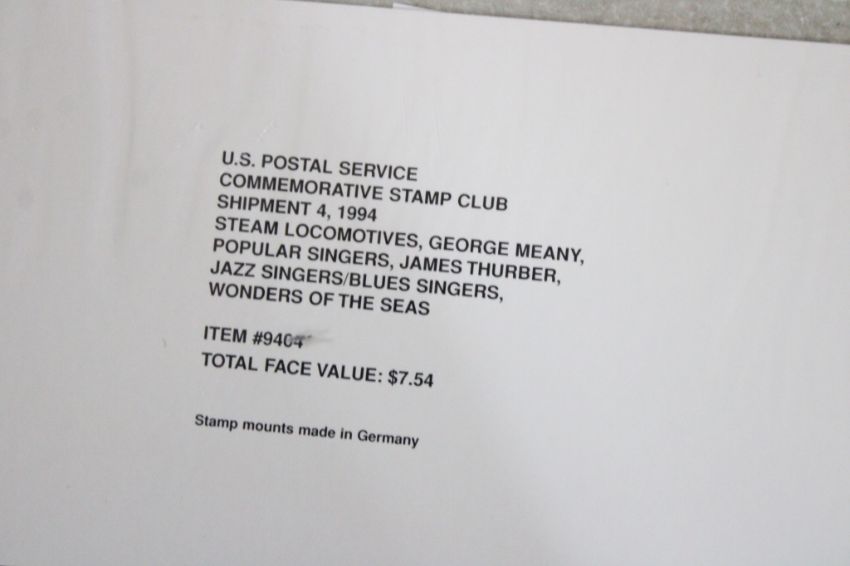 U.S. POSTAL SERVICE
COMMEMORATIVE STAMP CLUB
SHIPMENT 4, 1994
STEAM LOCOMOTIVES, GEORGE MEANY,
POPULAR SINGERS, JAMES THURBER,
JAZZ SINGERS/BLUES SINGERS,
WONDERS OF THE SEAS
ITEM #9404
TOTAL FACE VALUE: $7.54
Stamp mounts made in Germany